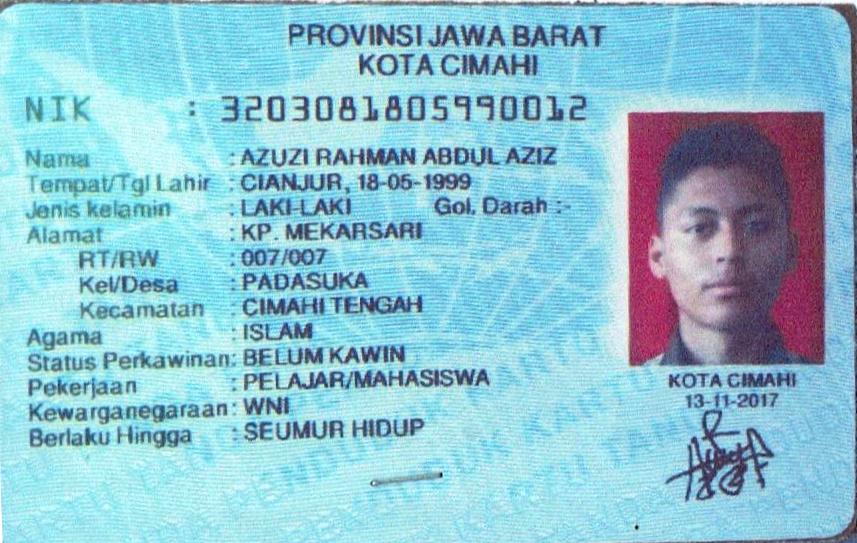 PROVINSI JAWA BARAT
KOTA CIMAHI
NIK : 3203081805990012
Nama : AZUZI RAHMAN ABDUL AZIZ
Tempat/Tgl Lahir : CIANJUR, 18-05-1999
Jenis kelamin : LAKI-LAKI Gol. Darah :-
Alamat : KP. MEKARSARI
RT/RW : 007/007
Kel/Desa : PADASUKA
Kecamatan : CIMAHI TENGAH
Agama : ISLAM
Status Perkawinan: BELUM KAWIN
Pekerjaan : PELAJAR/MAHASISWA
Kewarganegaraan: WNI
Berlaku Hingga : SEUMUR HIDUP
KOTA CIMAHI
13-11-2017